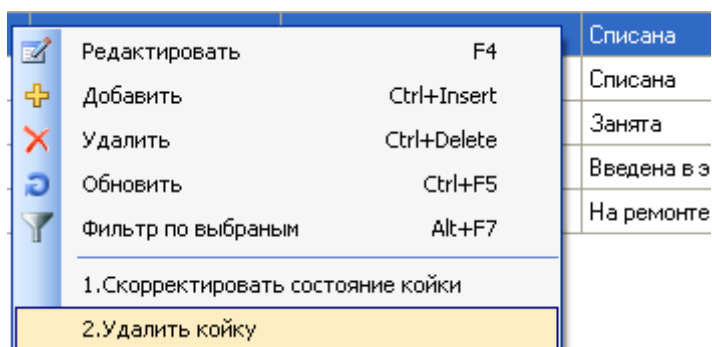 Списана
Редактировать F4
Списана
Добавить Ctrl+Insert
Занята
Удалить Ctrl+Delete
Введена в э
Обновить Ctrl+F5
На ремонте
Фильтр по выбраным Alt+F7
1.Скорректировать состояние койки
2.Удалить койку